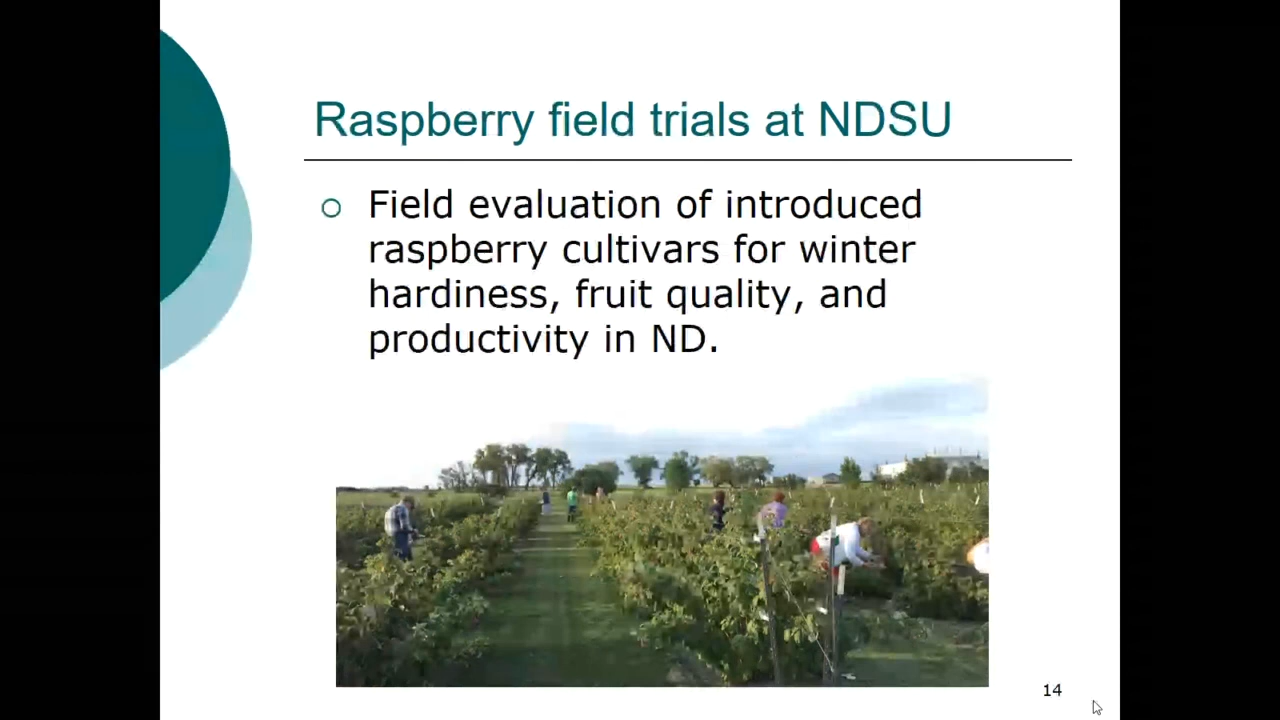 Raspberry field trials at NDSU
Field evaluation of introduced
raspberry cultivars for winter
hardiness, fruit quality, and
productivity in ND.
14